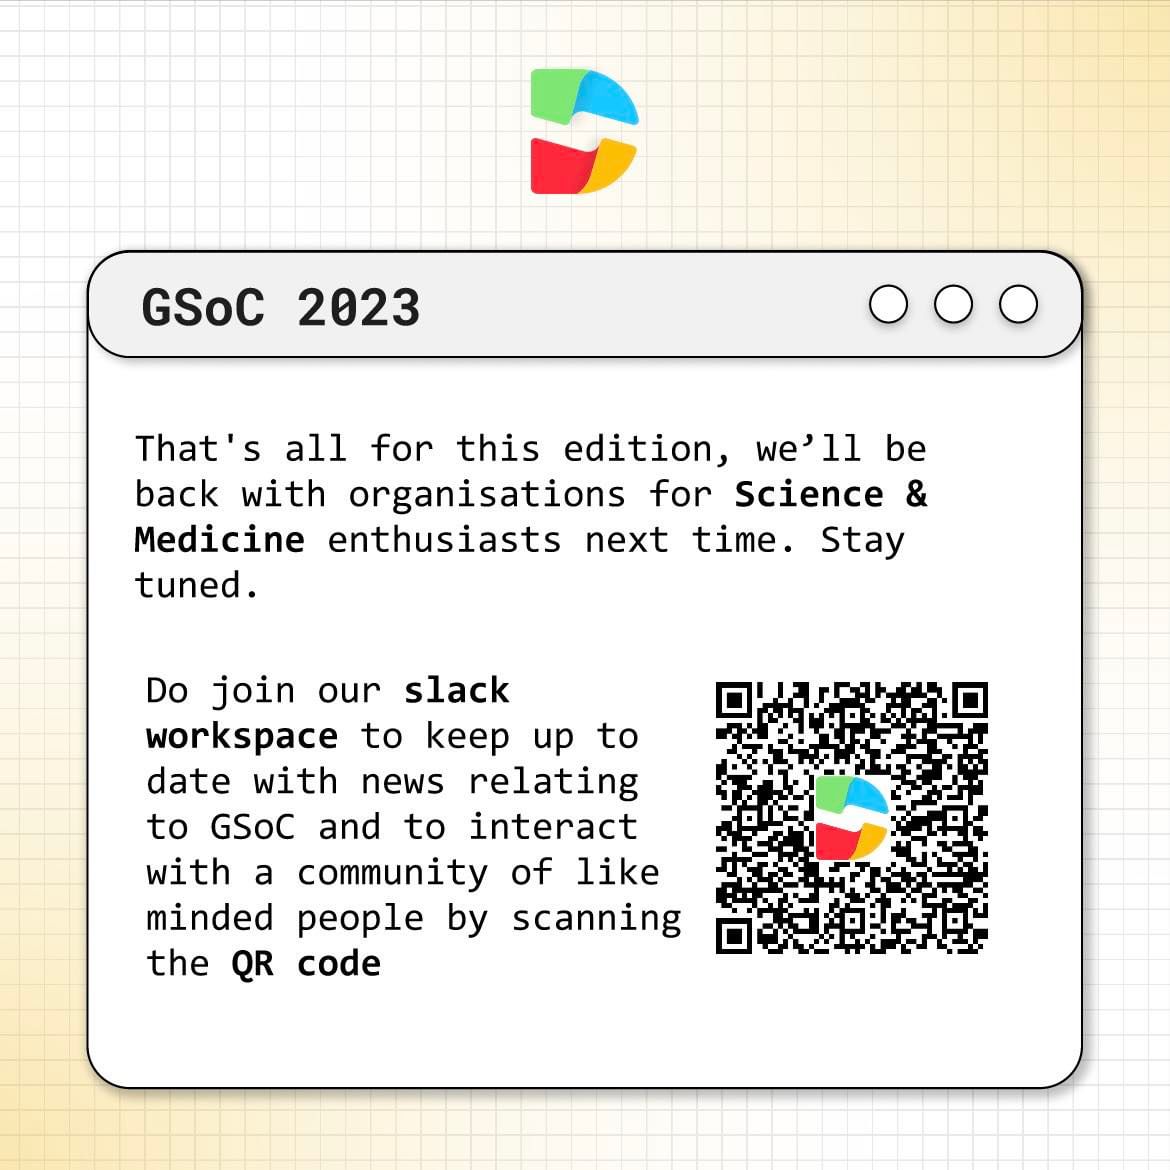 GSoC 2023
That's all for this edition, we’ll be
back with organisations for Science &
Medicine enthusiasts next time. Stay
tuned.
Do join our slack
workspace to keep up to
date with news relating
to GSoC and to interact
with a community of like
minded people by scanning
the QR code